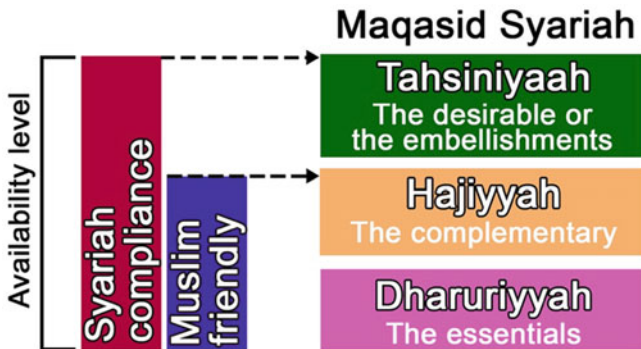 Maqasid Syariah
Availability level
Syariah
compliance
Muslim
friendly
Tahsiniyaah
The desirable or
the embellishments
Hajiyyah
The complementary
Dharuriyyah
The essentials